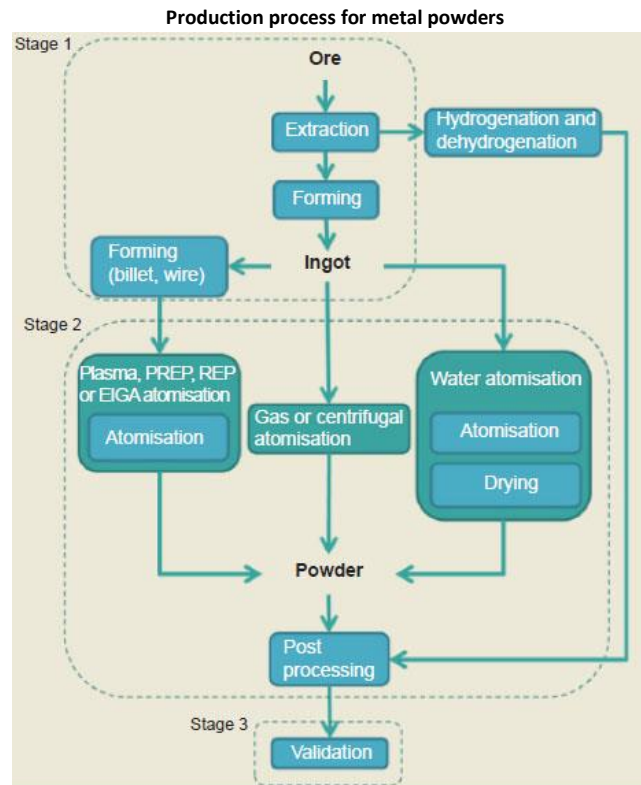 Production process for metal powders
Stage 1
Ore
Extraction
Hydrogenation and
dehydrogenation
Forming
Forming
(billet, wire)
Ingot
Stage 2
Plasma, PREP, REP
or EIGA atomisation
Atomisation
Gas or centrifugal
atomisation
Water atomisation
Atomisation
Drying
Powder
Post
processing
Stage 3
Validation